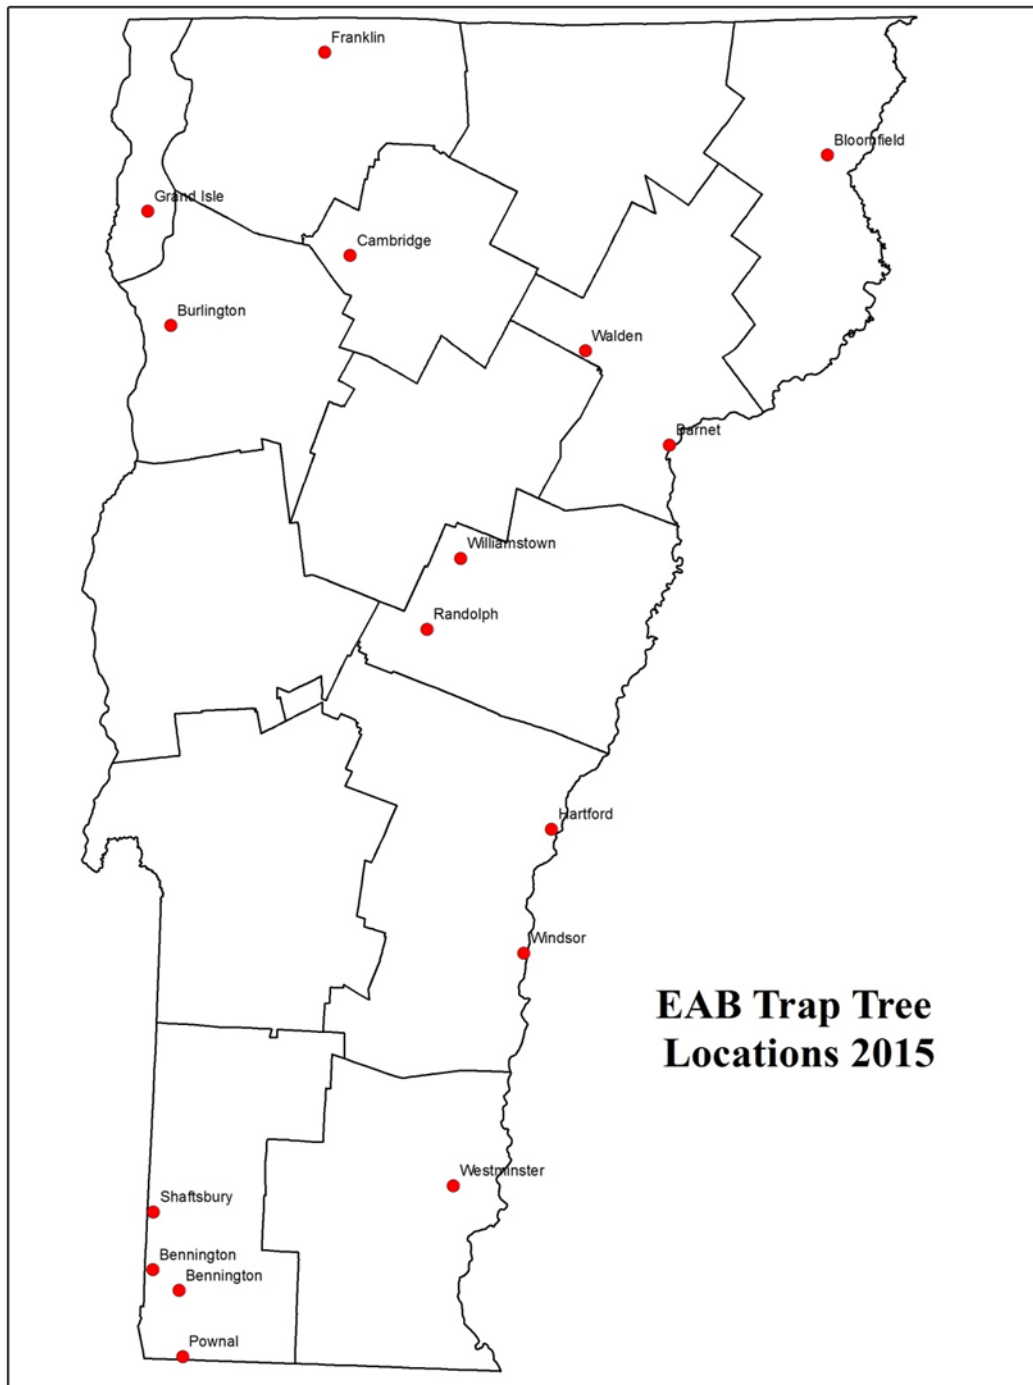 Franklin
Bloomfield
Grand Isle
Cambridge
Burlington
Walden
Barnet
Williamstown
Randolph
Hartford
Windsor
EAB Trap Tree
Locations 2015
Westminster
Shaftsbury
Bennington
Bennington
Pownal